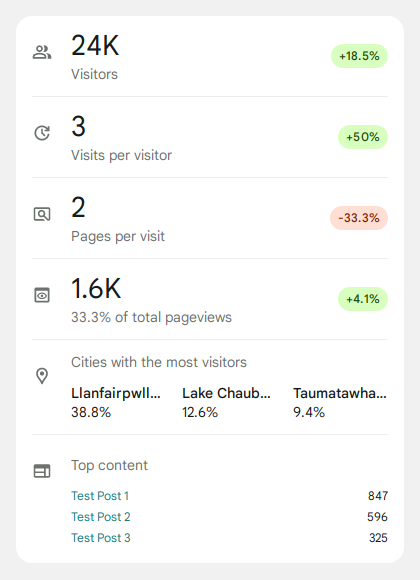 24K
+18.5%
Visitors
3
+50%
Visits per visitor
2
-33.3%
Pages per visit
1.6K
+4.1%
33.3% of total pageviews
Cities with the most visitors
Llanfairpwll... Lake Chaub... Taumatawha...
38.8% 12.6% 9.4%
Top content
Test Post 1 847
Test Post 2 596
Test Post 3 325